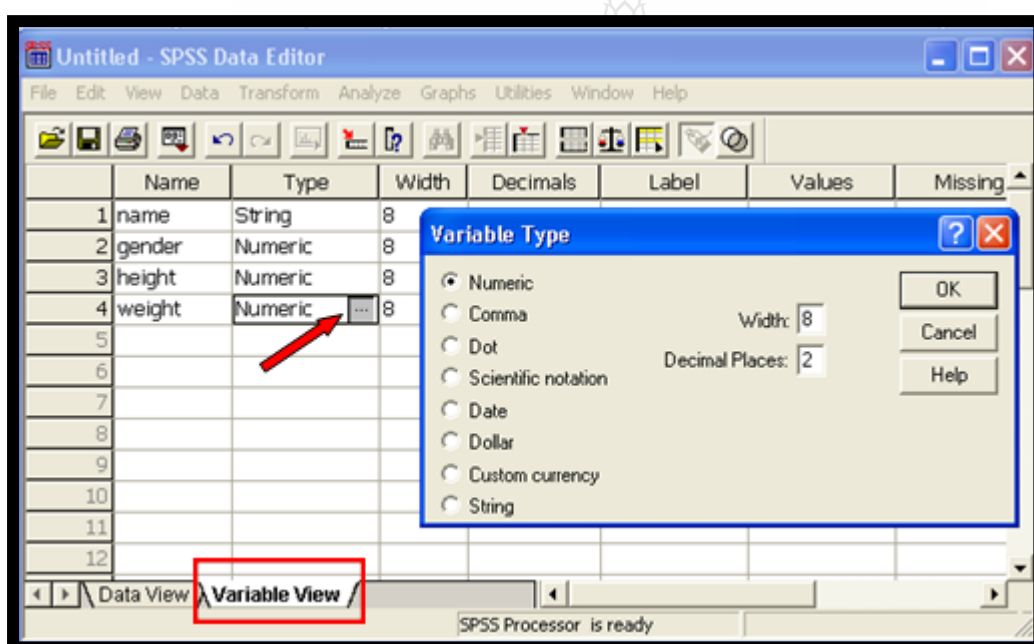 Untitled - SPSS Data Editor
File Edit View Data Transform Analyze Graphs Utilities Window Help
Name Type Width Decimals Label Values Missing
1 name String 8
2 gender Numeric 8
3 height Numeric 8
4 weight Numeric ... 8
5
6
7
8
9
10
11
12
Variable Type
Numeric
Comma
Dot
Scientific notation
Date
Dollar
Custom currency
String
Width: 8
Decimal Places: 2
OK
Cancel
Help
Data View Variable View
SPSS Processor is ready